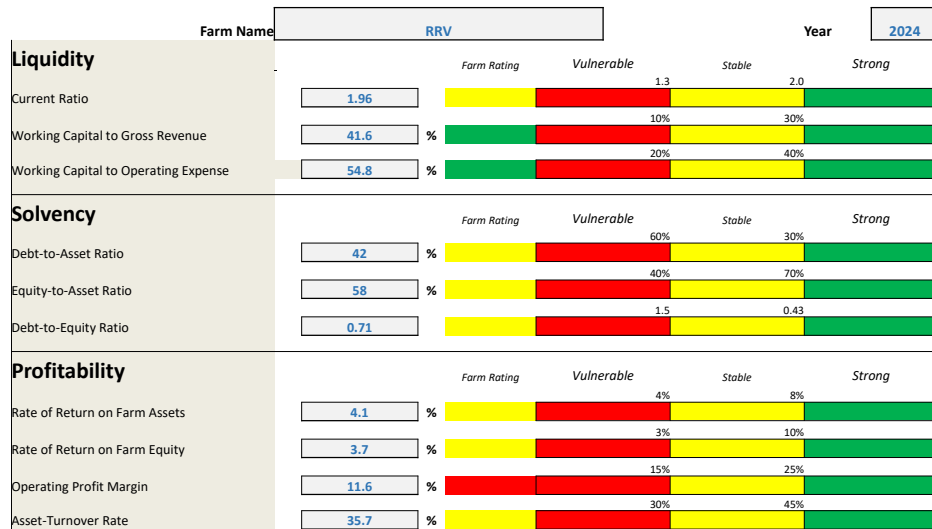 Farm Name RRV Year 2024
Liquidity Farm Rating Vulnerable Stable Strong
1.3 2.0
Current Ratio 1.96
10% 30%
Working Capital to Gross Revenue 41.6 %
20% 40%
Working Capital to Operating Expense 54.8 %
Solvency Farm Rating Vulnerable Stable Strong
60% 30%
Debt-to-Asset Ratio 42 %
40% 70%
Equity-to-Asset Ratio 58 %
1.5 0.43
Debt-to-Equity Ratio 0.71
Profitability Farm Rating Vulnerable Stable Strong
4% 8%
Rate of Return on Farm Assets 4.1 %
3% 10%
Rate of Return on Farm Equity 3.7 %
15% 25%
Operating Profit Margin 11.6 %
30% 45%
Asset-Turnover Rate 35.7 %